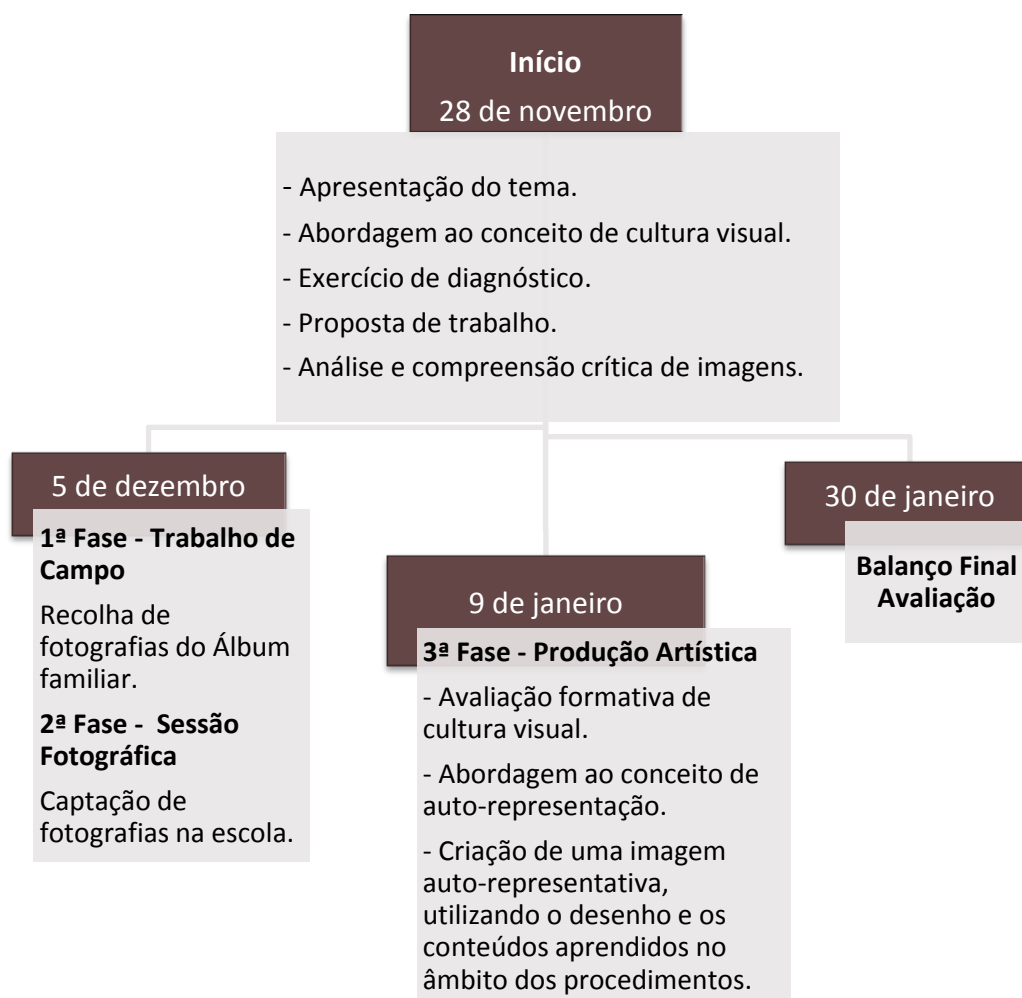 Início
28 de novembro
- Apresentação do tema.
- Abordagem ao conceito de cultura visual.
- Exercício de diagnóstico.
- Proposta de trabalho.
- Análise e compreensão crítica de imagens.
5 de dezembro
1ª Fase - Trabalho de
Campo
Recolha de
fotografias do Álbum
familiar.
2ª Fase - Sessão
Fotográfica
Captação de
fotografias na escola.
9 de janeiro
3ª Fase - Produção Artística
- Avaliação formativa de
cultura visual.
- Abordagem ao conceito de
auto-representação.
- Criação de uma imagem
auto-representativa,
utilizando o desenho e os
conteúdos aprendidos no
âmbito dos procedimentos.
30 de janeiro
Balanço Final
Avaliação